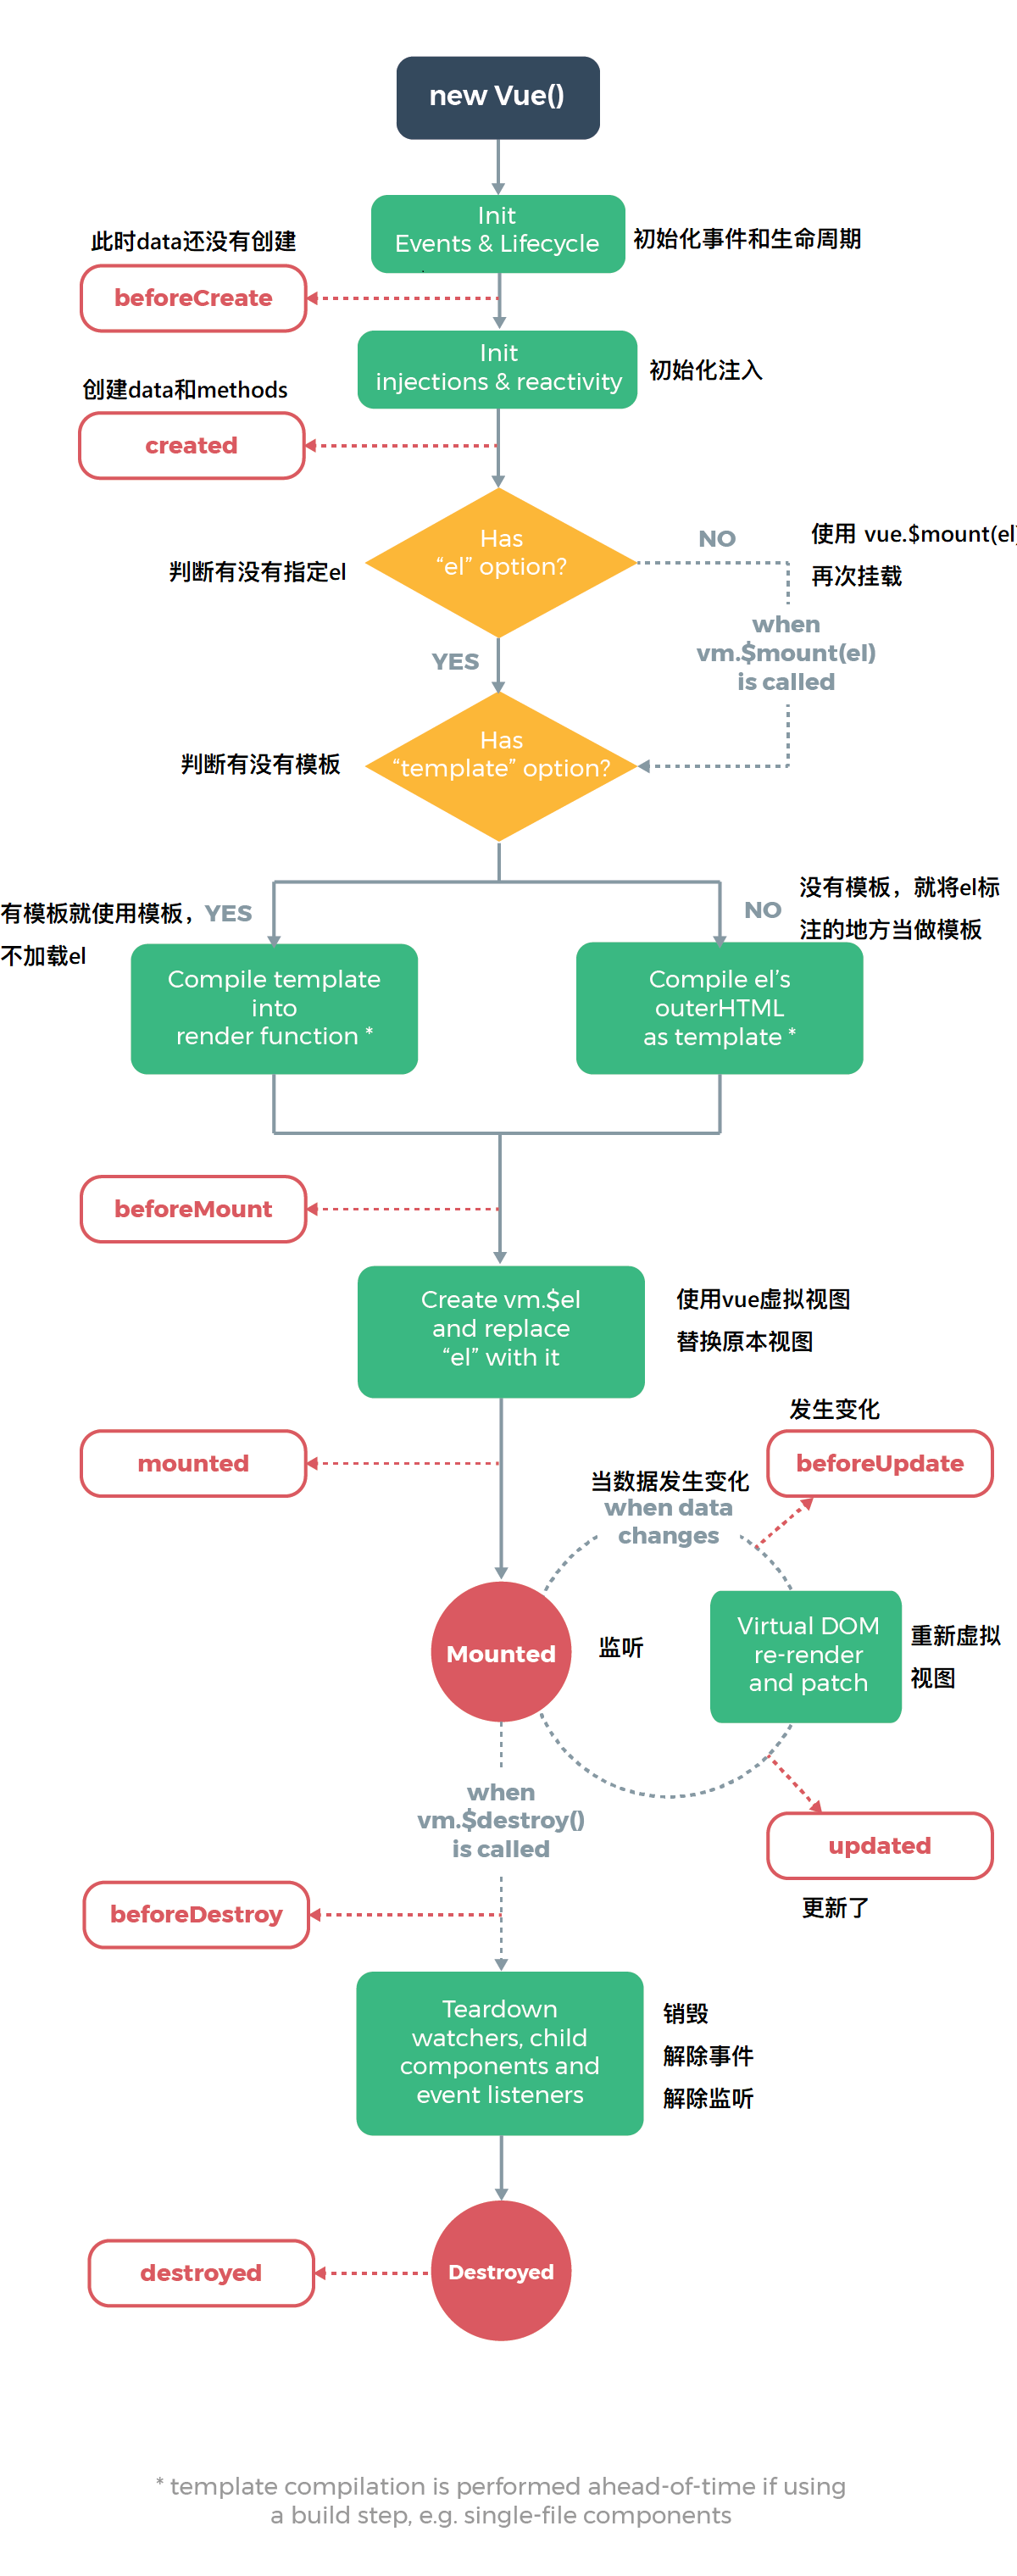 new Vue()
Init
Events & Lifecycle
初始化事件和生命周期
此时data还没有创建
beforeCreate
Init
injections & reactivity
初始化注入
创建data和methods
created
Has
“el” option?
判断有没有指定el
NO
使用 vue.$mount(el)
再次挂载
when
vm.$mount(el)
is called
YES
Has
“template” option?
判断有没有模板
有模板就使用模板，
不加载el
YES
NO
没有模板，就将el标
注的地方当做模板
Compile template
into
render function *
Compile el’s
outerHTML
as template *
beforeMount
Create vm.$el
and replace
“el” with it
使用vue虚拟视图
替换原本视图
mounted
发生变化
beforeUpdate
当数据发生变化
when data
changes
Mounted
监听
Virtual DOM
re-render
and patch
重新虚拟
视图
when
vm.$destroy()
is called
updated
更新了
beforeDestroy
Teardown
watchers, child
components and
event listeners
销毁
解除事件
解除监听
destroyed
Destroyed
* template compilation is performed ahead-of-time if using
a build step, e.g. single-file components